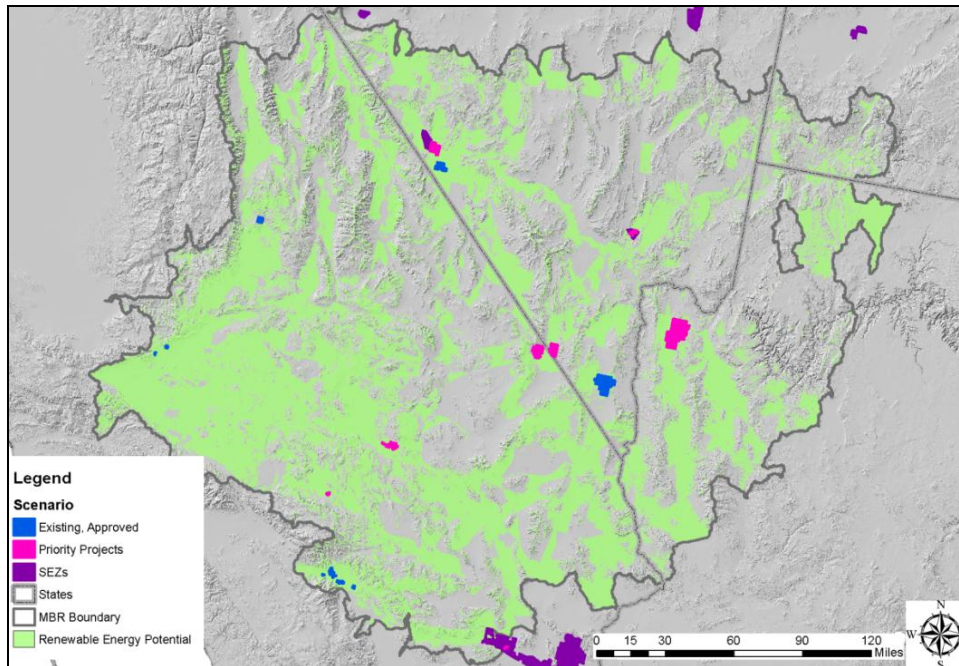 Legend
Scenario
Existing, Approved
Priority Projects
SEZs
States
MBR Boundary
Renewable Energy Potential
N
W E
S
0 15 30 60 90 120
Miles